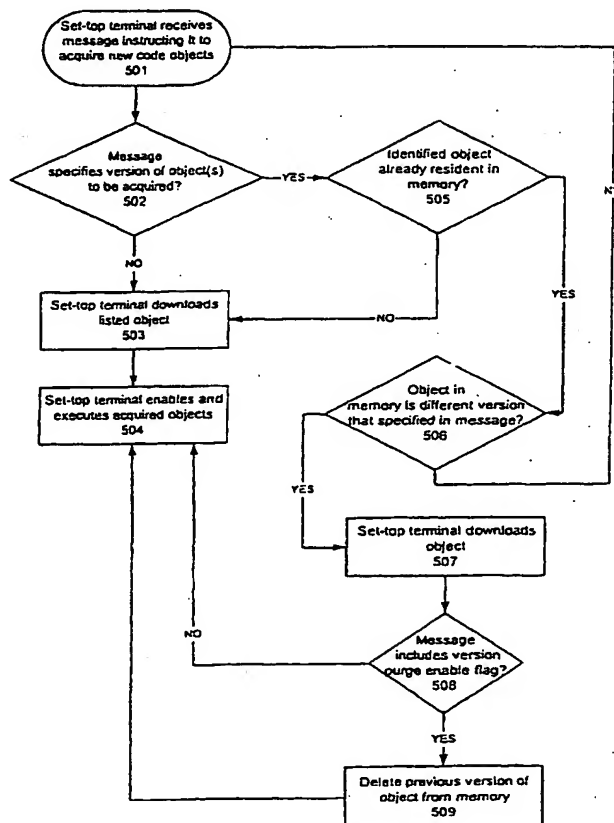 Set-top terminal receives
message instructing it to
acquire new code objects
501
Message
specifies version of object(s)
to be acquired?
502
YES
Identified object
already resident in
memory?
505
NO
NO
YES
Set-top terminal downloads
listed object
503
Set-top terminal enables and
executes acquired objects
504
Object in
memory is different version
that specified in message?
506
YES
Set-top terminal downloads
object
507
NO
Message
includes version
purge enable flag?
508
YES
Delete previous version of
object from memory
509